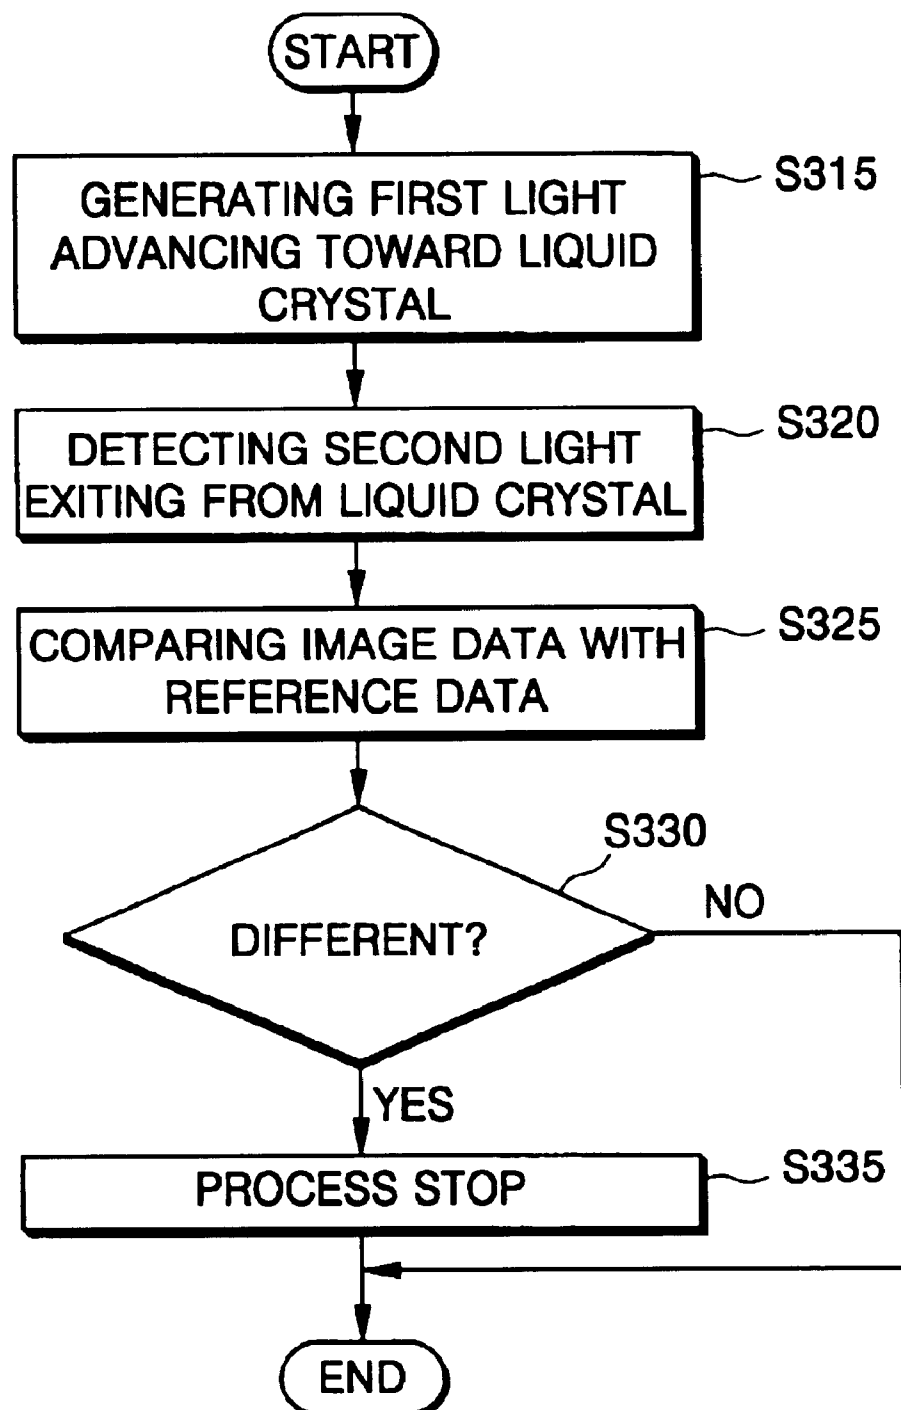 START
GENERATING FIRST LIGHT
ADVANCING TOWARD LIQUID
CRYSTAL
S315
DETECTING SECOND LIGHT
EXITING FROM LIQUID CRYSTAL
S320
COMPARING IMAGE DATA WITH
REFERENCE DATA
S325
S330
DIFFERENT?
NO
YES
PROCESS STOP
S335
END